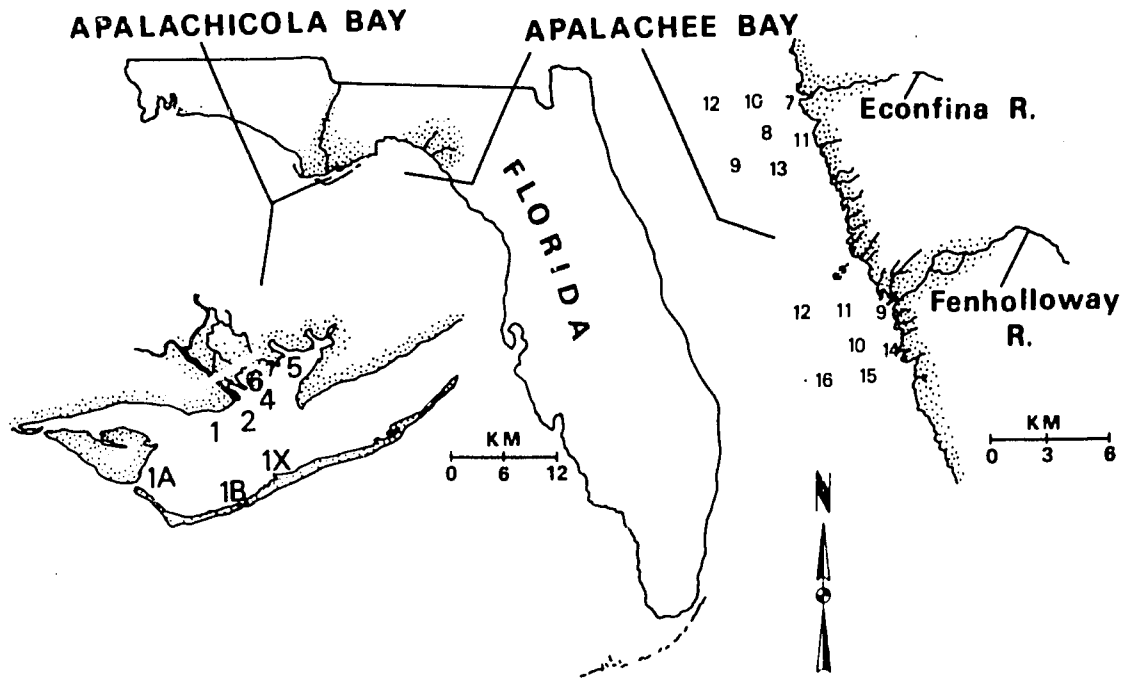 APALACHICOLA BAY
APALACHEE BAY
FLORIDA
12 10 7
8 11
9 13
Econfina R.
12 11 9
10 14
16 15
Fenholloway
R.
KM
0 3 6
5
6
4
2
1
1X
1A
1B
KM
0 6 12
N